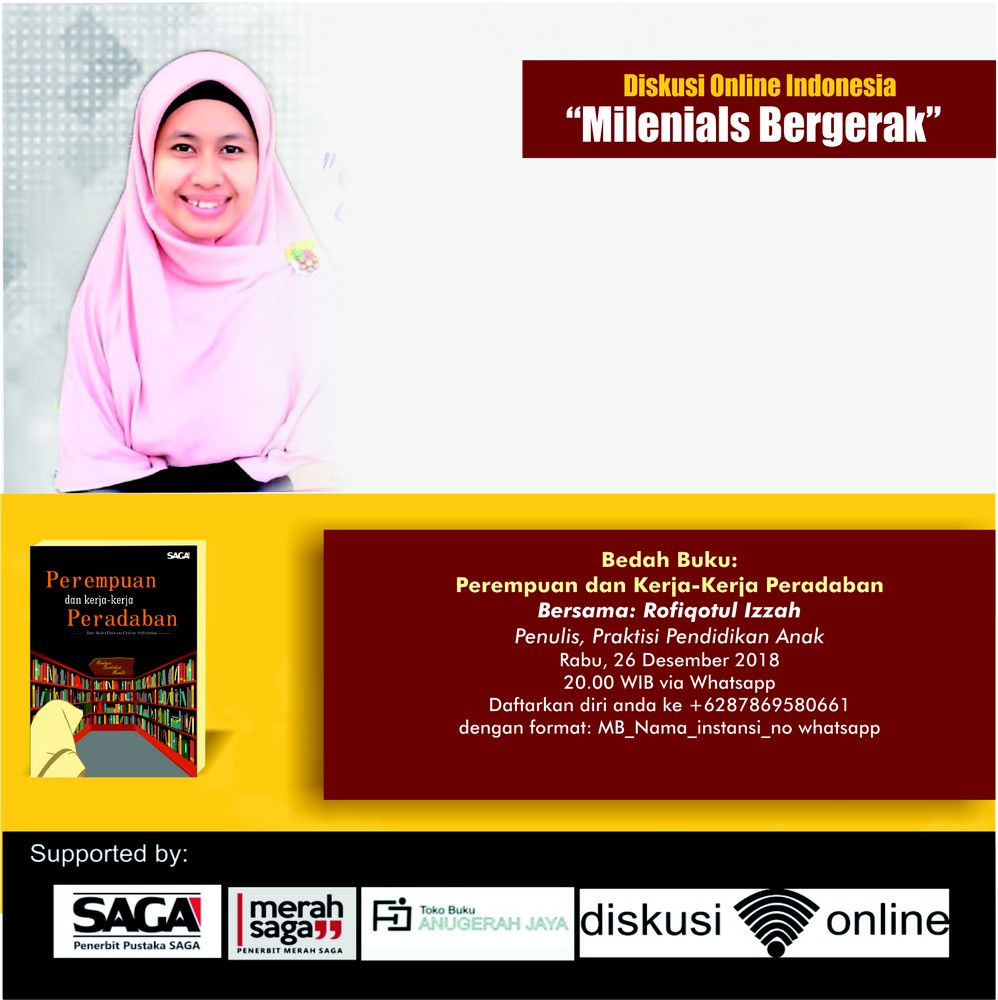 Diskusi Online Indonesia
“Milenials Bergerak”
SAGA
Perempuan
dan kerja-kerja
Peradaban
Bedah Buku:
Perempuan dan Kerja-Kerja Peradaban
Bersama: Rofiqotul Izzah
Penulis, Praktisi Pendidikan Anak
Rabu, 26 Desember 2018
20.00 WIB via Whatsapp
Daftarkan diri anda ke +6287869580661
dengan format: MB_Nama_instansi_no whatsapp
Supported by:
SAGA
Penerbit Pustaka SAGA
merah
saga
PENERBIT MERAH SAGA
Toko Buku
ANUGERAH JAYA
diskusi online